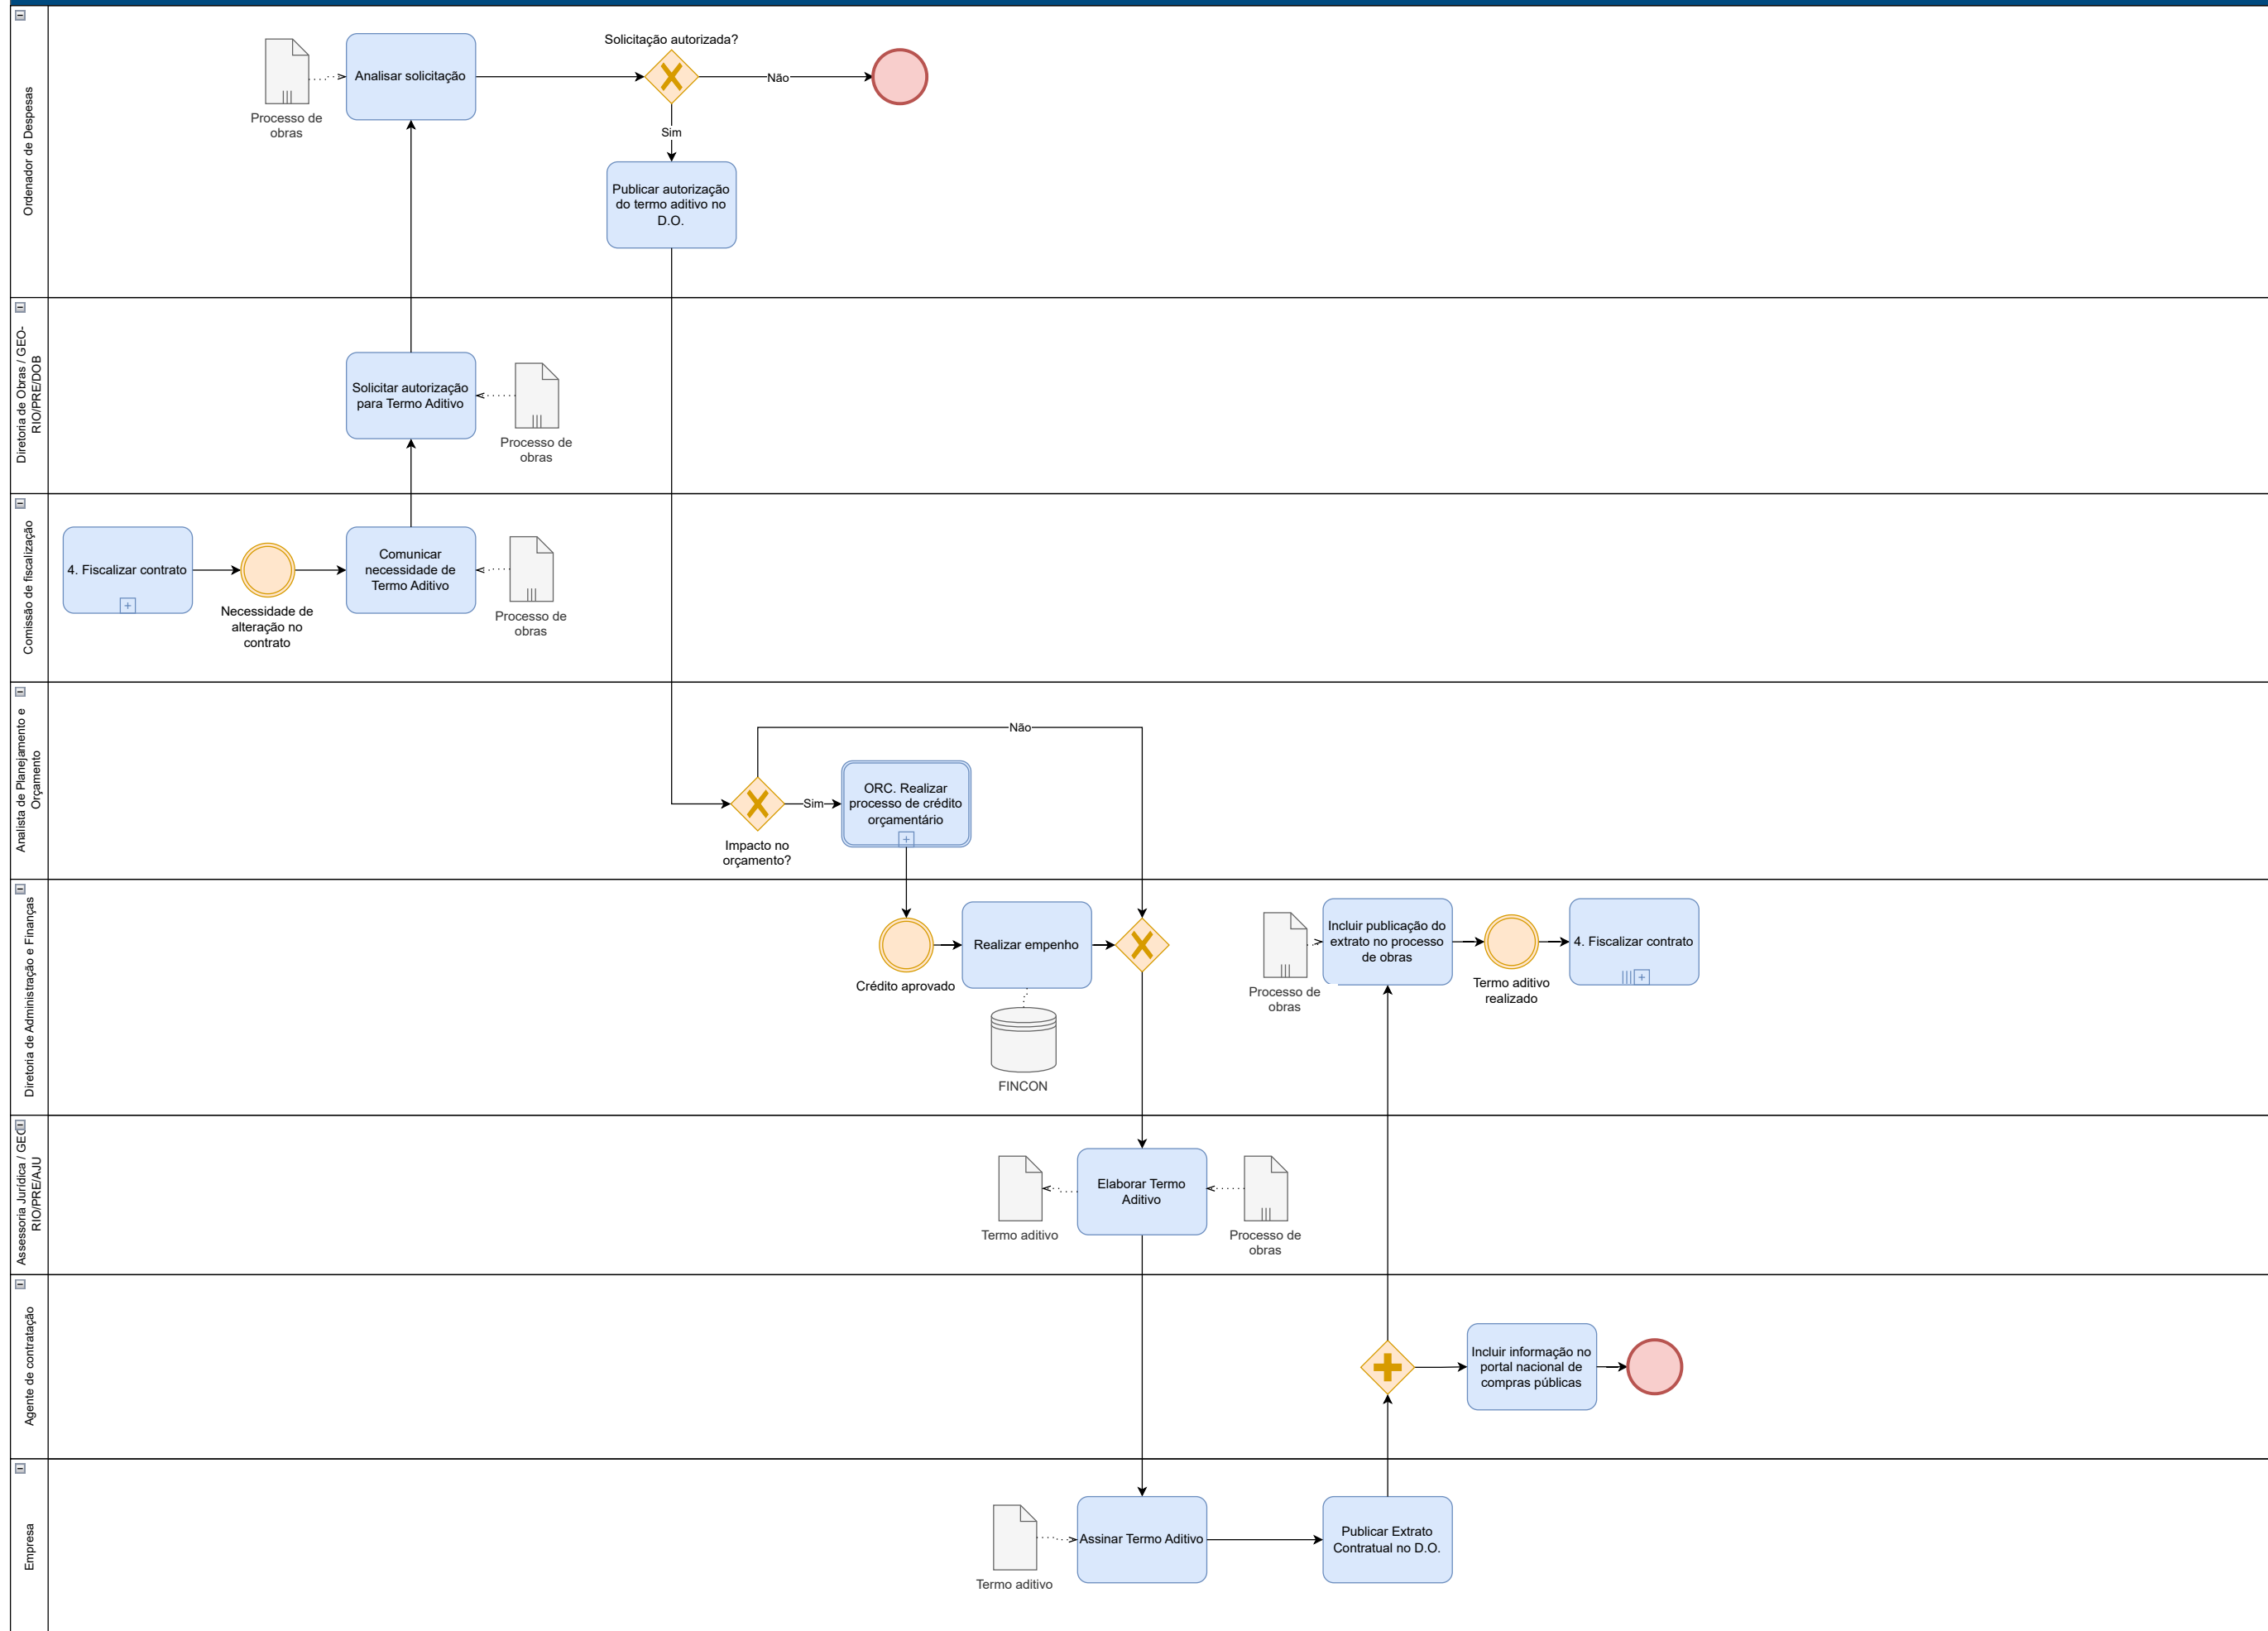 Ordenador de Despesas
Processo de
obras
Analisar solicitação
Solicitação autorizada?
Não
Sim
Publicar autorização
do termo aditivo no
D.O.
Diretoria de Obras / GEO-
RIO/PRE/DOB
Solicitar autorização
para Termo Aditivo
Processo de
obras
Comissão de fiscalização
4. Fiscalizar contrato
Necessidade de
alteração no
contrato
Comunicar
necessidade de
Termo Aditivo
Processo de
obras
Analista de Planejamento e
Orçamento
Não
Impacto no
orçamento?
Sim
ORC. Realizar
processo de crédito
orçamentário
Diretoria de Administração e Finanças
Crédito aprovado
Realizar empenho
FINCON
Processo de
obras
Incluir publicação do
extrato no processo
de obras
Termo aditivo
realizado
4. Fiscalizar contrato
Assessoria Jurídica / GEO
RIO/PRE/AJU
Termo aditivo
Elaborar Termo
Aditivo
Processo de
obras
Agente de contratação
Incluir informação no
portal nacional de
compras públicas
Empresa
Termo aditivo
Assinar Termo Aditivo
Publicar Extrato
Contratual no D.O.